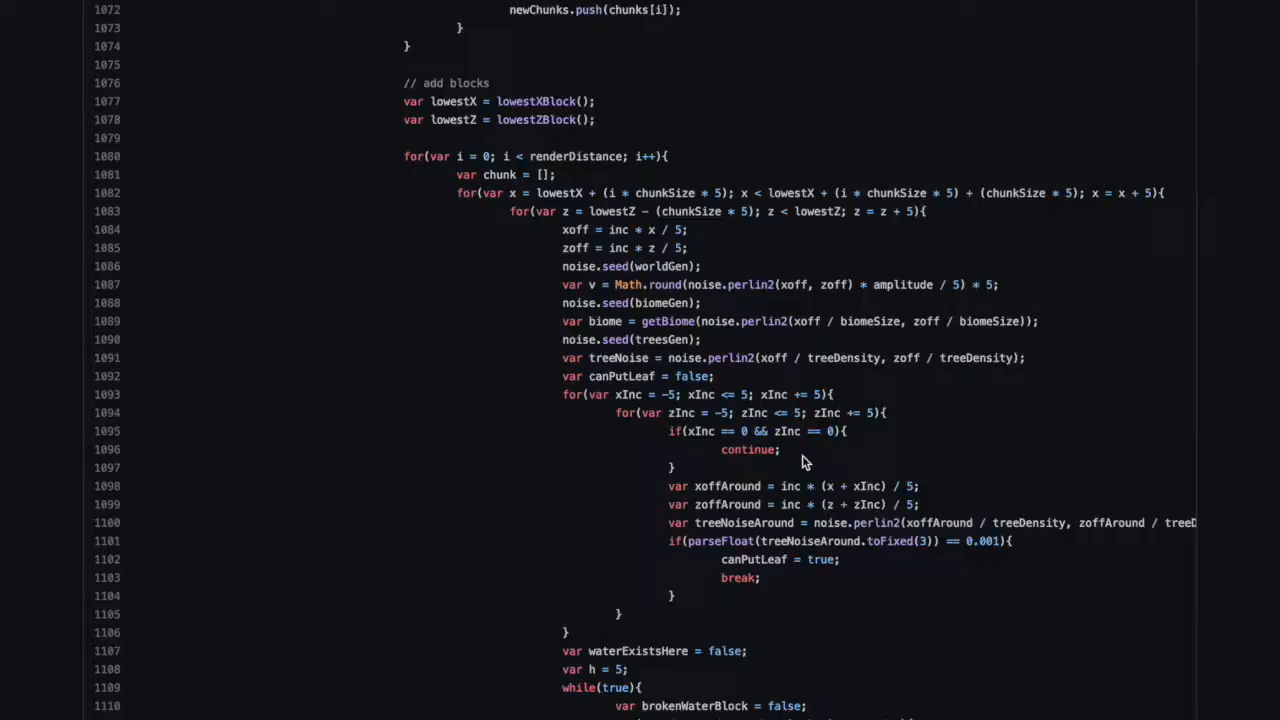 1072 newChunks.push(chunks[i]);
1073 }
1074 }
1075
1076 // add blocks
1077 var lowestX = lowestXBlock();
1078 var lowestZ = lowestZBlock();
1079
1080 for(var i = 0; i < renderDistance; i++){
1081 var chunk = [];
1082 for(var x = lowestX + (i * chunkSize * 5); x < lowestX + (i * chunkSize * 5) + (chunkSize * 5); x = x + 5){
1083 for(var z = lowestZ - (chunkSize * 5); z < lowestZ; z = z + 5){
1084 xoff = inc * x / 5;
1085 zoff = inc * z / 5;
1086 noise.seed(worldGen);
1087 var v = Math.round(noise.perlin2(xoff, zoff) * amplitude / 5) * 5;
1088 noise.seed(biomeGen);
1089 var biome = getBiome(noise.perlin2(xoff / biomeSize, zoff / biomeSize));
1090 noise.seed(treesGen);
1091 var treeNoise = noise.perlin2(xoff / treeDensity, zoff / treeDensity);
1092 var canPutLeaf = false;
1093 for(var xInc = -5; xInc <= 5; xInc += 5){
1094 for(var zInc = -5; zInc <= 5; zInc += 5){
1095 if(xInc == 0 && zInc == 0){
1096 continue;
1097 }
1098 var xoffAround = inc * (x + xInc) / 5;
1099 var zoffAround = inc * (z + zInc) / 5;
1100 var treeNoiseAround = noise.perlin2(xoffAround / treeDensity, zoffAround / treeD
1101 if(parseFloat(treeNoiseAround.toFixed(3)) == 0.001){
1102 canPutLeaf = true;
1103 break;
1104 }
1105 }
1106 }
1107 var waterExistsHere = false;
1108 var h = 5;
1109 while(true){
1110 var brokenWaterBlock = false;